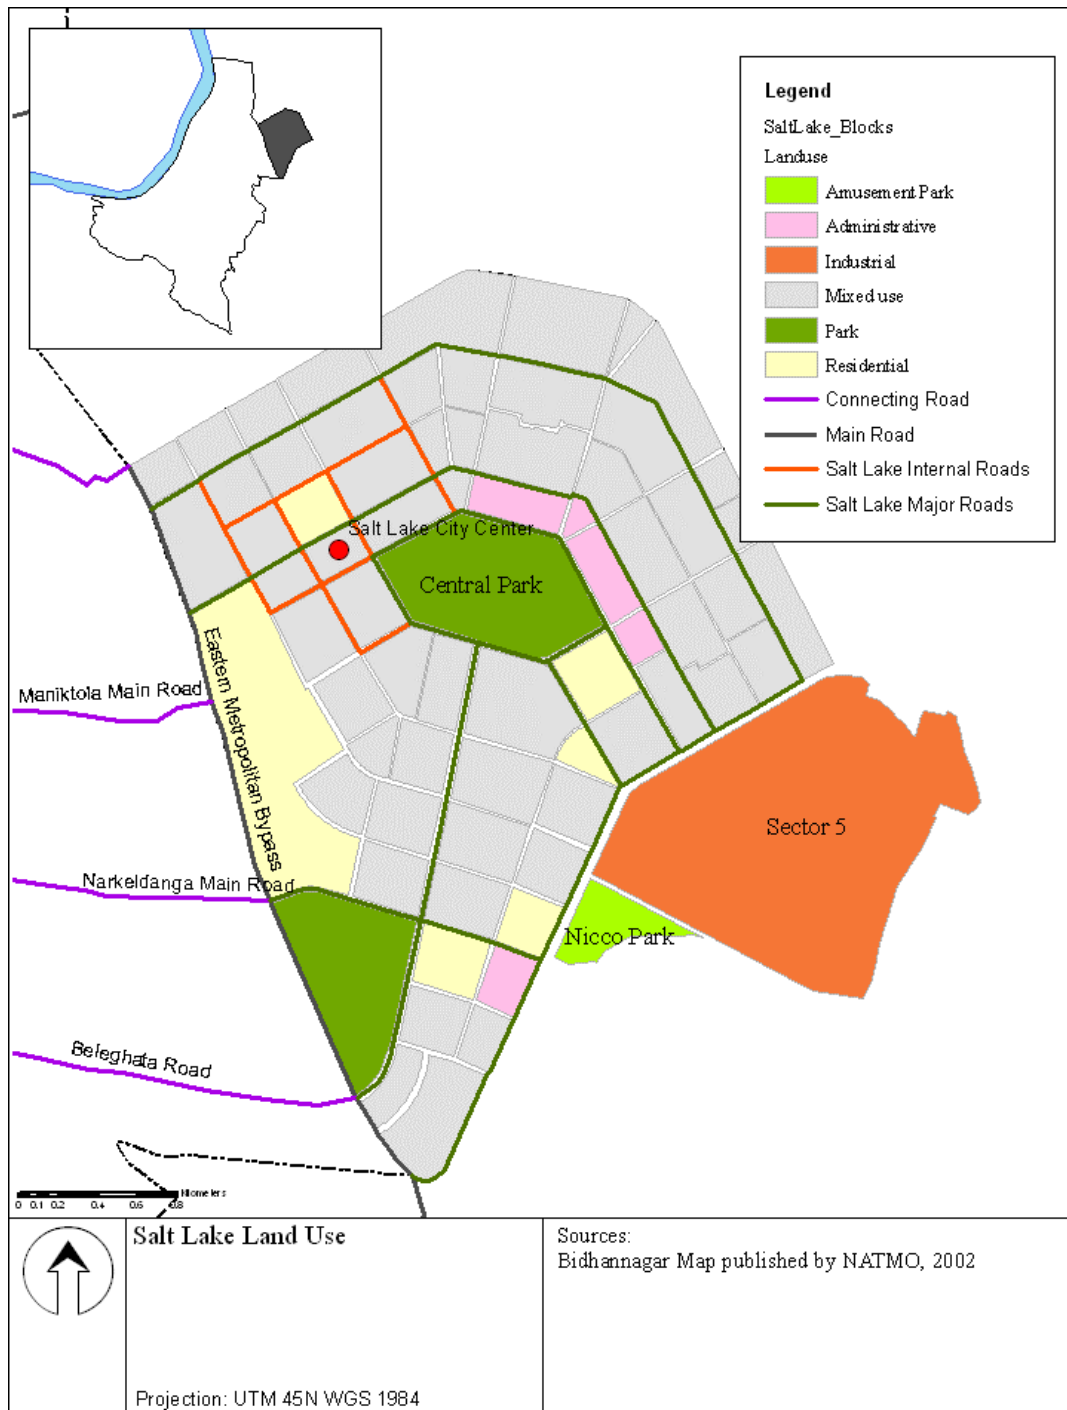 Legend
SaltLake_Blocks
Landuse
Amusement Park
Administrative
Industrial
Mixed use
Park
Residential
Connecting Road
Main Road
Salt Lake Internal Roads
Salt Lake Major Roads
Salt Lake City Center
Central Park
Eastern Metropolitan Bypass
Maniktola Main Road
Sector 5
Narkeldanga Main Road
Nicco Park
Beleghata Road
Kilometers
0 0.1 0.2 0.4 0.6 0.8
Salt Lake Land Use
Projection: UTM 45N WGS 1984
Sources:
Bidhannagar Map published by NATMO, 2002